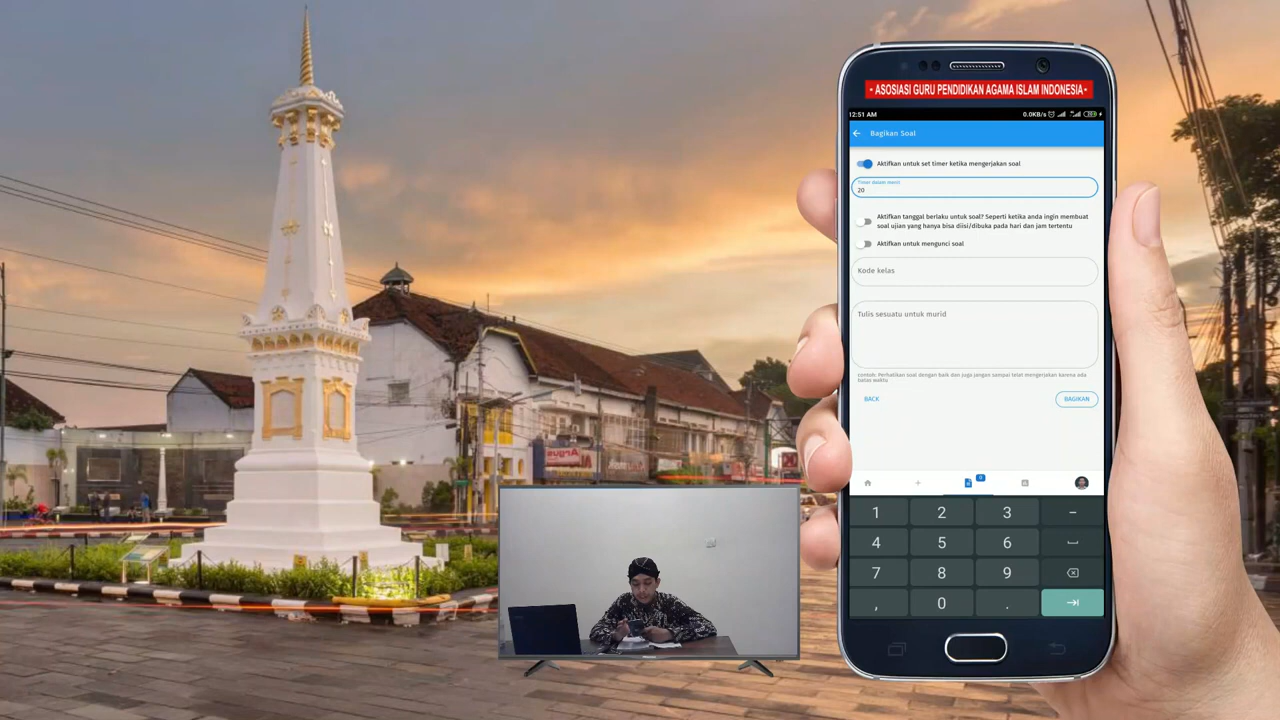 • ASOSIASI GURU PENDIDIKAN AGAMA ISLAM INDONESIA •
12:51 AM
0.0KB/s
Bagikan Soal
Aktifkan untuk set timer ketika mengerjakan soal
Timer dalam menit
20
Aktifkan tanggal berlaku untuk soal? Seperti ketika anda ingin membuat
soal ujian yang hanya bisa diisi/dibuka pada hari dan jam tertentu
Aktifkan untuk mengunci soal
Kode kelas
Tulis sesuatu untuk murid
contoh: Perhatikan soal dengan baik dan juga jangan sampai telat mengerjakan karena ada
batas waktu
BACK
BAGIKAN
0
1 2 3 -
4 5 6
7 8 9
, 0 .
Argus